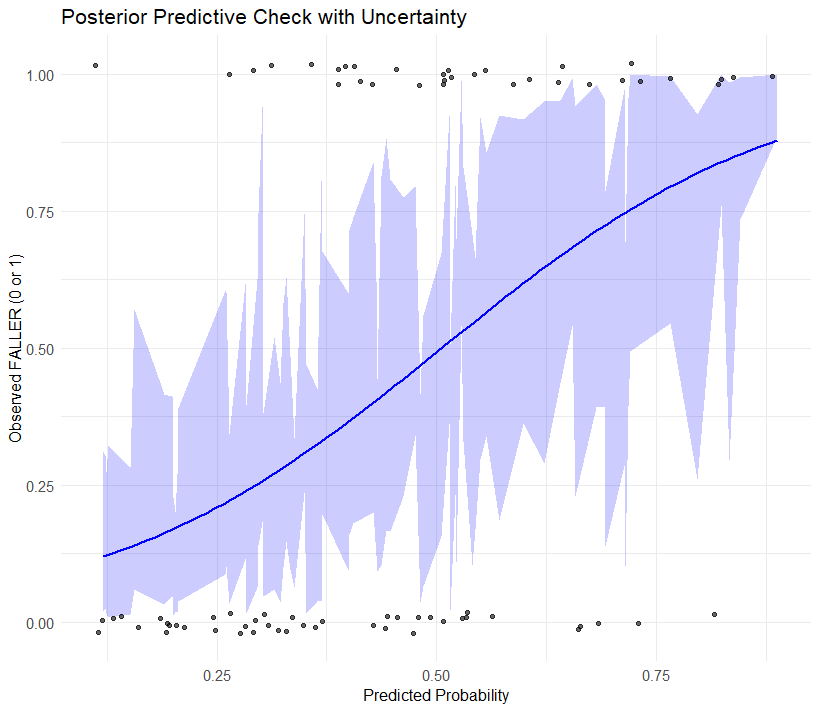 Posterior Predictive Check with Uncertainty
1.00
0.75
0.50
0.25
0.00
Observed FALLER (0 or 1)
0.25
0.50
0.75
Predicted Probability